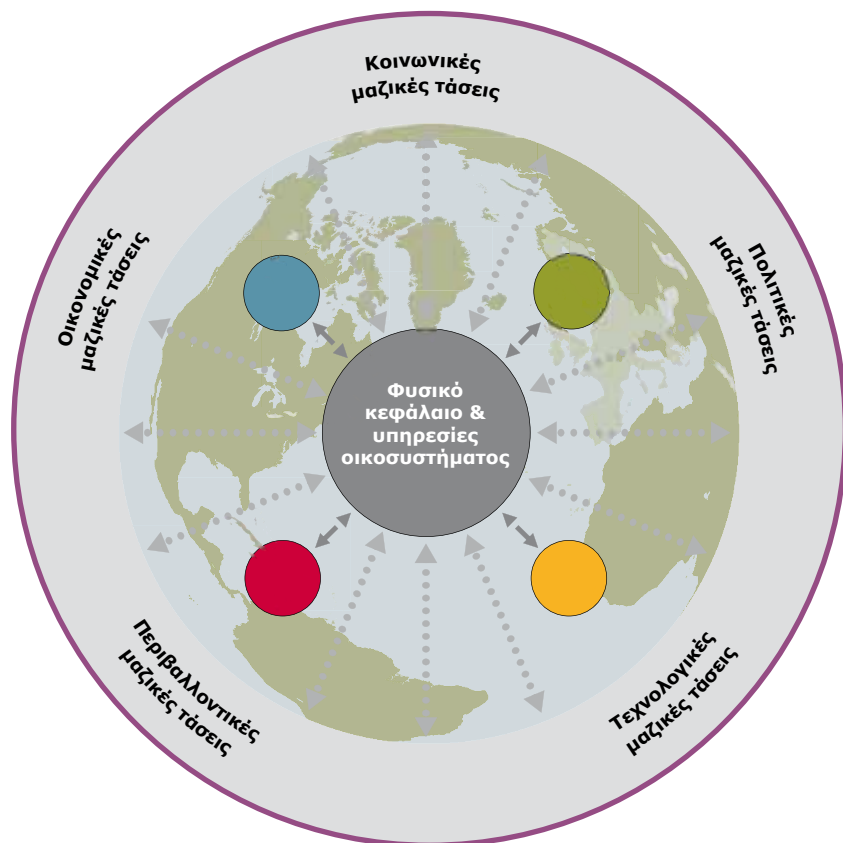 Κοινωνικές
μαζικές τάσεις
Οικονομικές
μαζικές τάσεις
Πολιτικές
μαζικές τάσεις
Φυσικό
κεφάλαιο &
υπηρεσίες
οικοσυστήματος
Περιβαλλοντικές
μαζικές τάσεις
Τεχνολογικές
μαζικές τάσεις